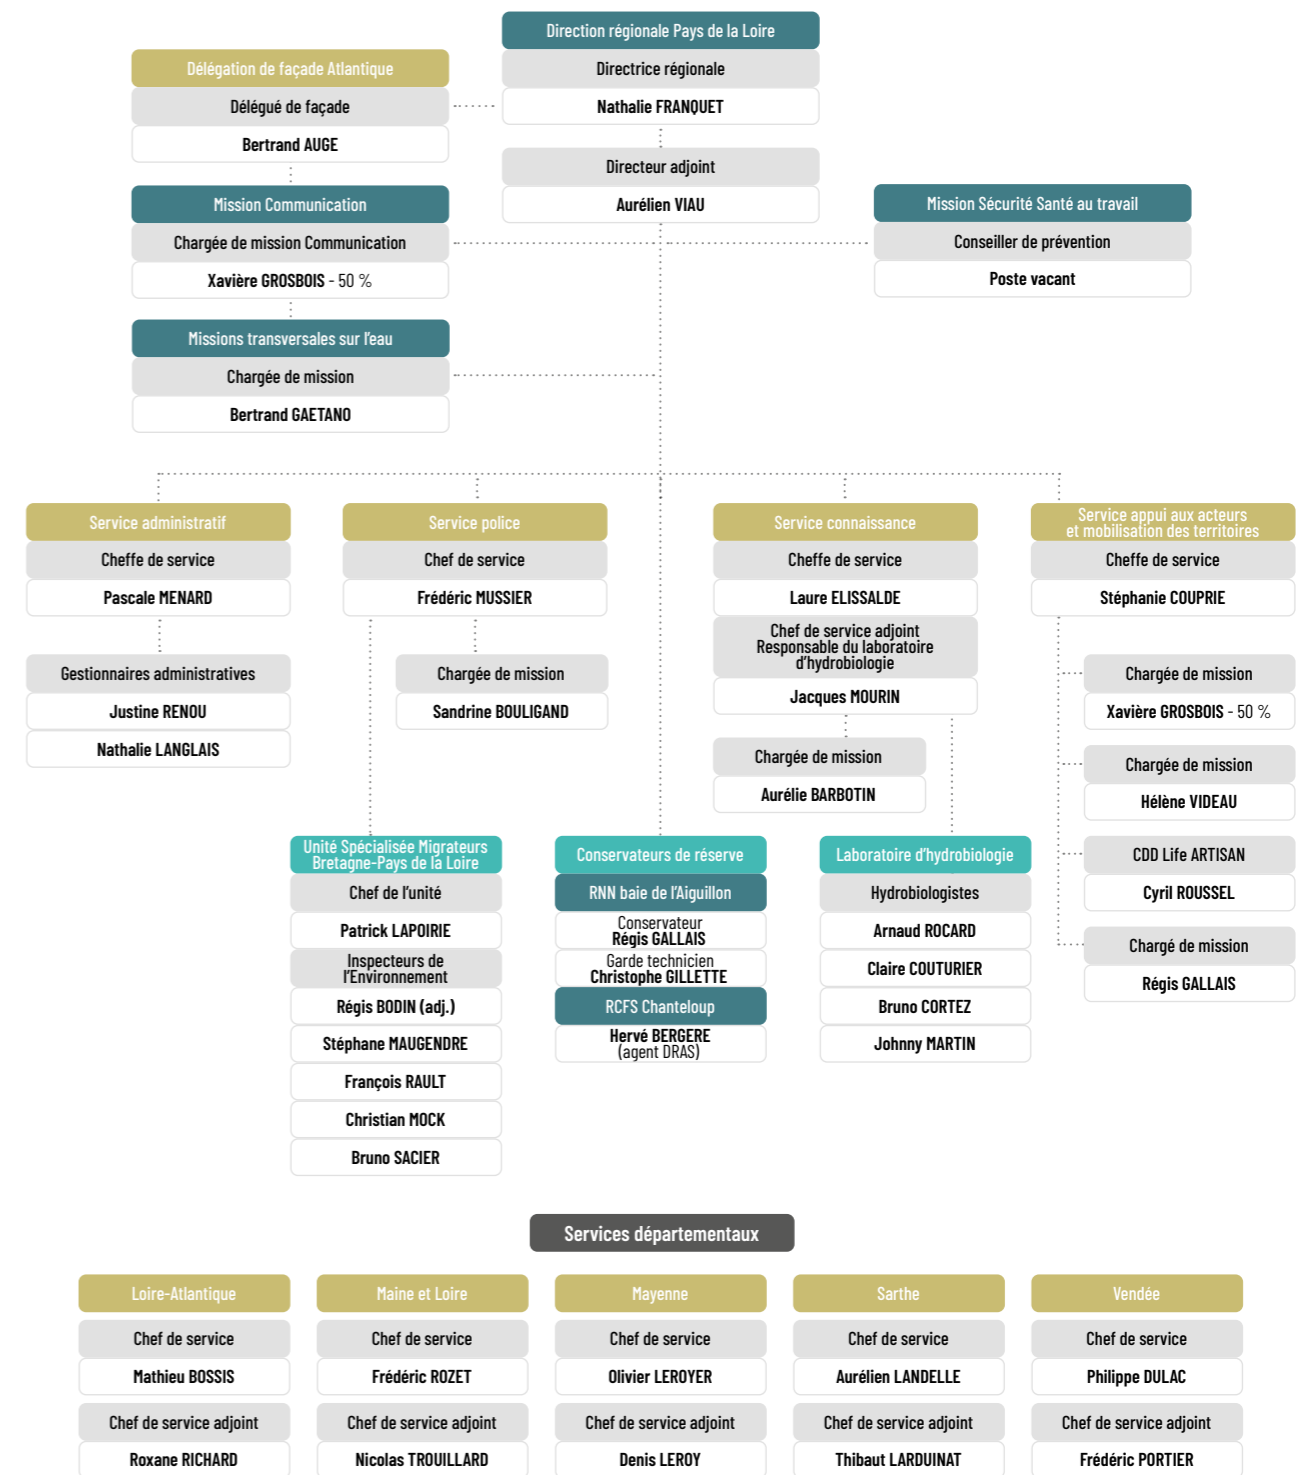 Direction régionale Pays de la Loire
Directrice régionale
Nathalie FRANQUET
Délégation de façade Atlantique
Délégué de façade
Bertrand AUGE
Directeur adjoint
Aurélien VIAU
Mission Communication
Chargée de mission Communication
Xavière GROSBOIS - 50 %
Mission Sécurité Santé au travail
Conseiller de prévention
Poste vacant
Missions transversales sur l'eau
Chargée de mission
Bertrand GAETANO
Service administratif
Cheffe de service
Pascale MENARD
Gestionnaires administratives
Justine RENOU
Nathalie LANGLAIS
Service police
Chef de service
Frédéric MUSSIER
Chargée de mission
Sandrine BOULIGAND
Service connaissance
Cheffe de service
Laure ELISSALDE
Chef de service adjoint
Responsable du laboratoire
d'hydrobiologie
Jacques MOURIN
Chargée de mission
Aurélie BARBOTIN
Service appui aux acteurs
et mobilisation des territoires
Cheffe de service
Stéphanie COUPRIE
Chargée de mission
Xavière GROSBOIS - 50 %
Chargée de mission
Hélène VIDEAU
CDD Life ARTISAN
Cyril ROUSSEL
Chargé de mission
Régis GALLAIS
Unité Spécialisée Migrateurs
Bretagne-Pays de la Loire
Chef de l'unité
Patrick LAPOIRIE
Inspecteurs de
l'Environnement
Régis BODIN (adj.)
Stéphane MAUGENDRE
François RAULT
Christian MOCK
Bruno SACIER
Conservateurs de réserve
RNN baie de l'Aiguillon
Conservateur
Régis GALLAIS
Garde technicien
Christophe GILLETTE
RCFS Chanteloup
Hervé BERGERE
(agent DRAS)
Laboratoire d'hydrobiologie
Hydrobiologistes
Arnaud ROCARD
Claire COUTURIER
Bruno CORTEZ
Johnny MARTIN
Services départementaux
Loire-Atlantique
Chef de service
Mathieu BOSSIS
Chef de service adjoint
Roxane RICHARD
Maine et Loire
Chef de service
Frédéric ROZET
Chef de service adjoint
Nicolas TROUILLARD
Mayenne
Chef de service
Olivier LEROYER
Chef de service adjoint
Denis LEROY
Sarthe
Chef de service
Aurélien LANDELLE
Chef de service adjoint
Thibaut LARDUINAT
Vendée
Chef de service
Philippe DULAC
Chef de service adjoint
Frédéric PORTIER